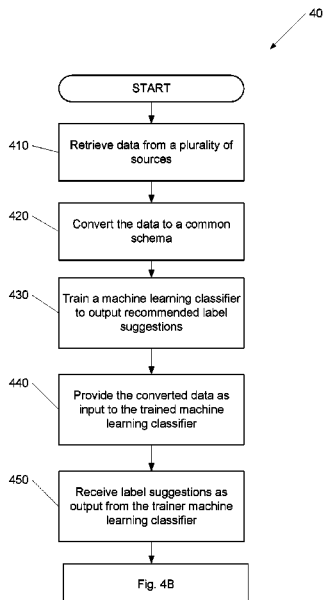 40
START
410
Retrieve data from a plurality of
sources
420
Convert the data to a common
schema
430
Train a machine learning classifier
to output recommended label
suggestions
440
Provide the converted data as
input to the trained machine
learning classifier
450
Receive label suggestions as
output from the trainer machine
learning classifier
Fig. 4B